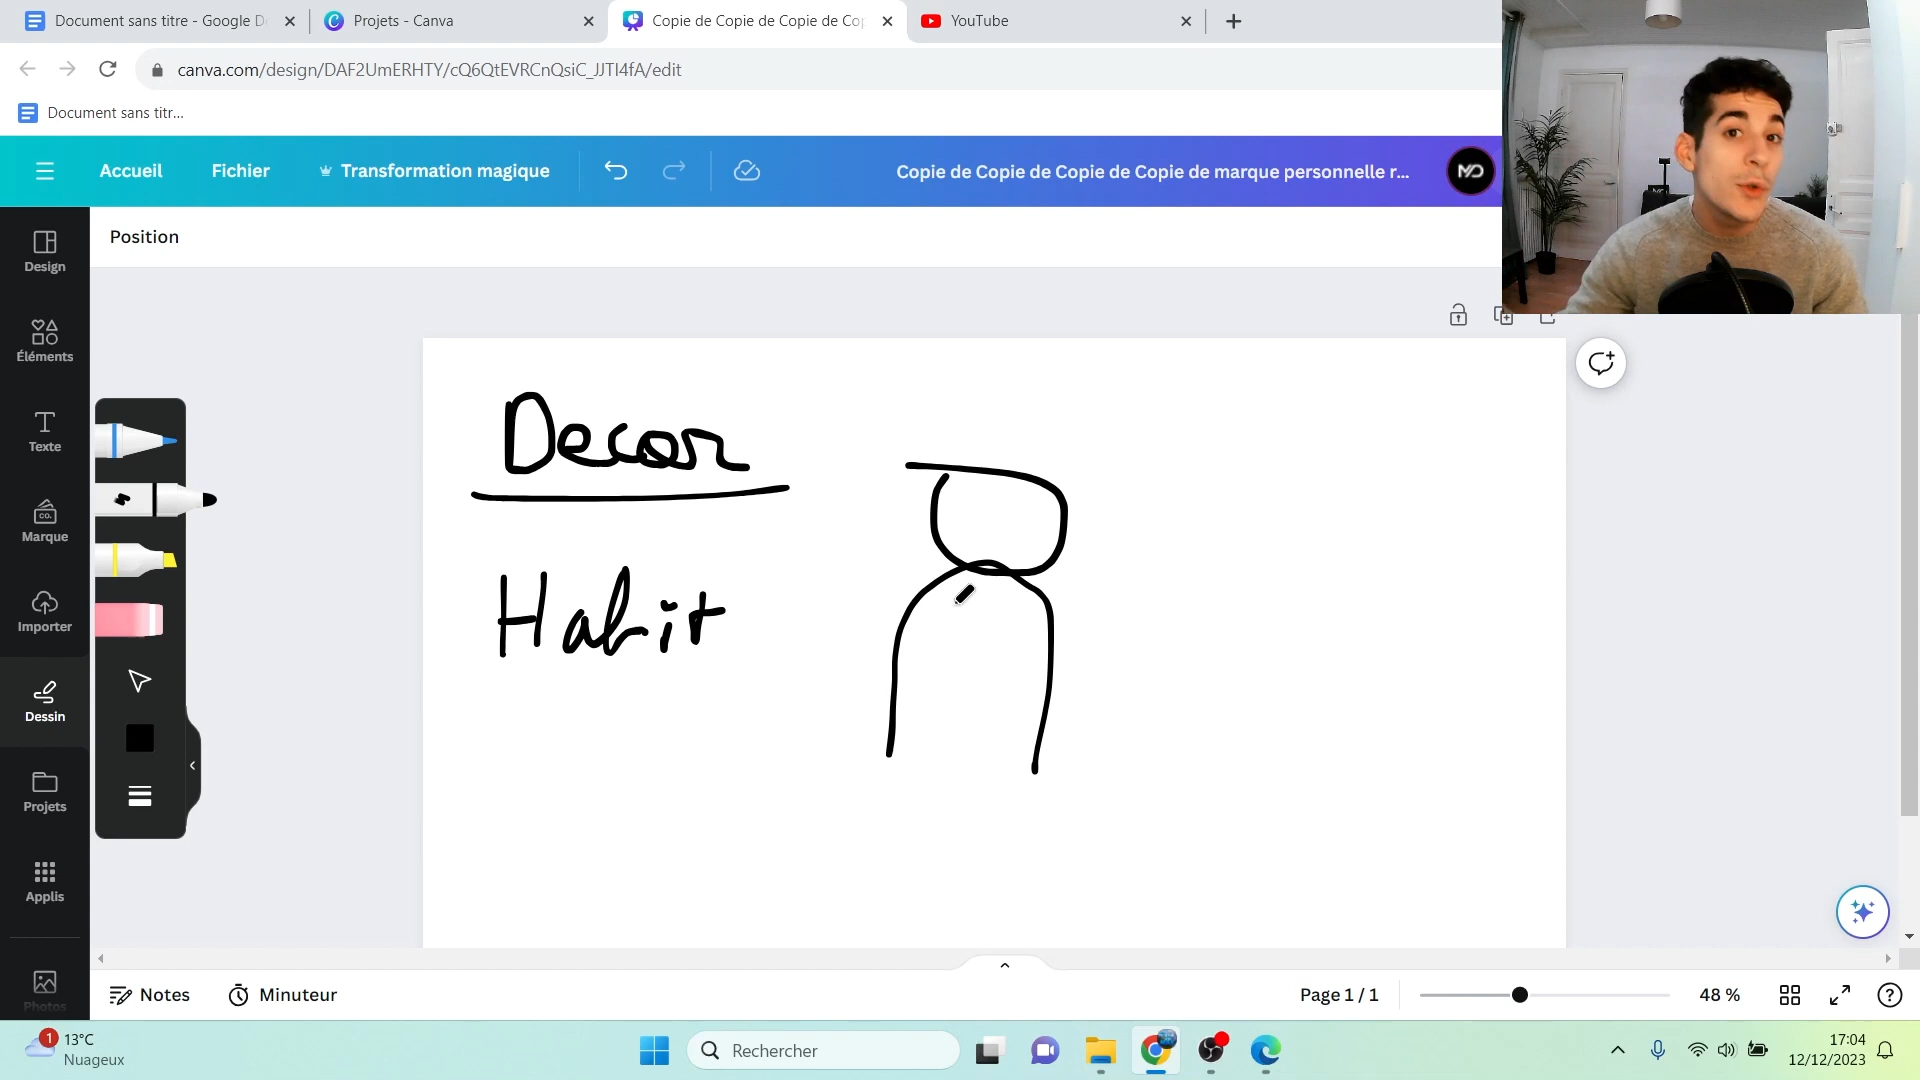 Document sans titre - Google D
Projets - Canva
Copie de Copie de Copie de Cop
YouTube
canva.com/design/DAF2UmERHTY/cQ6QtEVRCnQsiC_JJTI4fA/edit
Document sans titr...
Accueil
Fichier
Transformation magique
Copie de Copie de Copie de Copie de marque personnelle r...
Position
Design
Éléments
Texte
CO.
Marque
Importer
Dessin
Projets
Applis
Photos
Decor
Habit
Notes
Minuteur
Page 1 / 1
48 %
1
13°C
Nuageux
Rechercher
17:04
12/12/2023